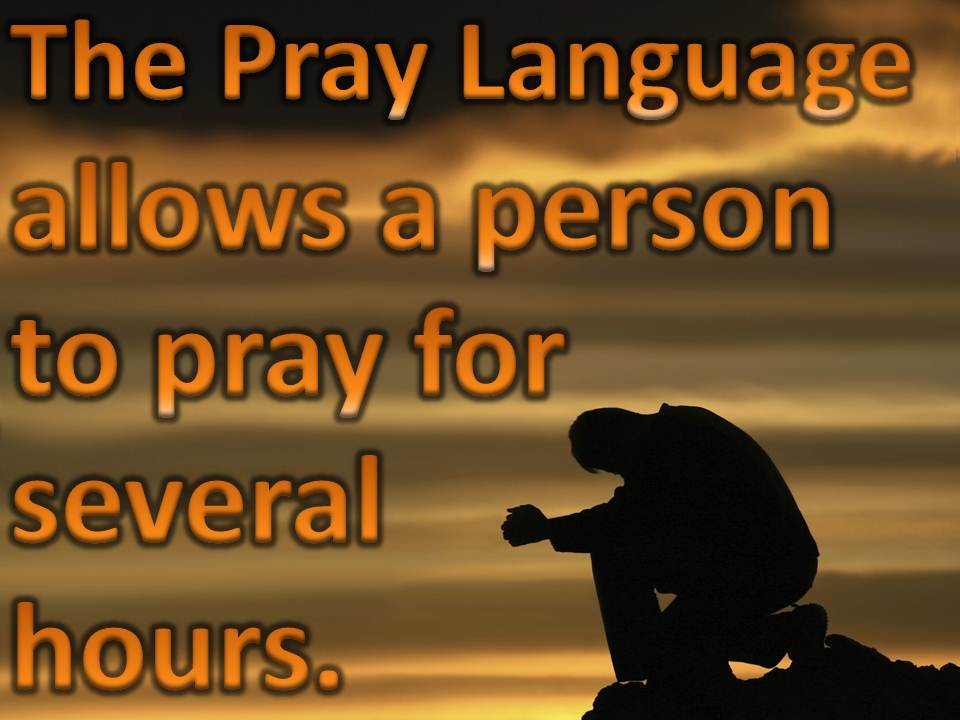 The Pray Language
allows a person
to pray for
several
hours.